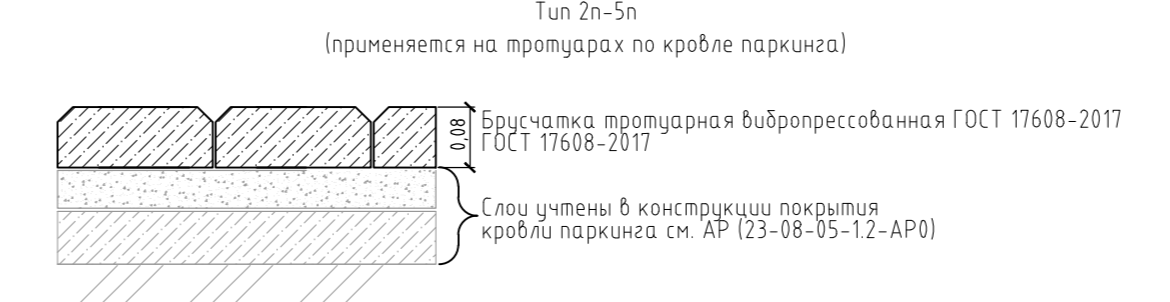 Тип 2п-5п
(применяется на тротуарах по кровле паркинга)
0,08
Брусчатка тротуарная вибропрессованная ГОСТ 17608-2017
ГОСТ 17608-2017
Слои учтены в конструкции покрытия
кровли паркинга см. АР (23-08-05-1.2-АР0)